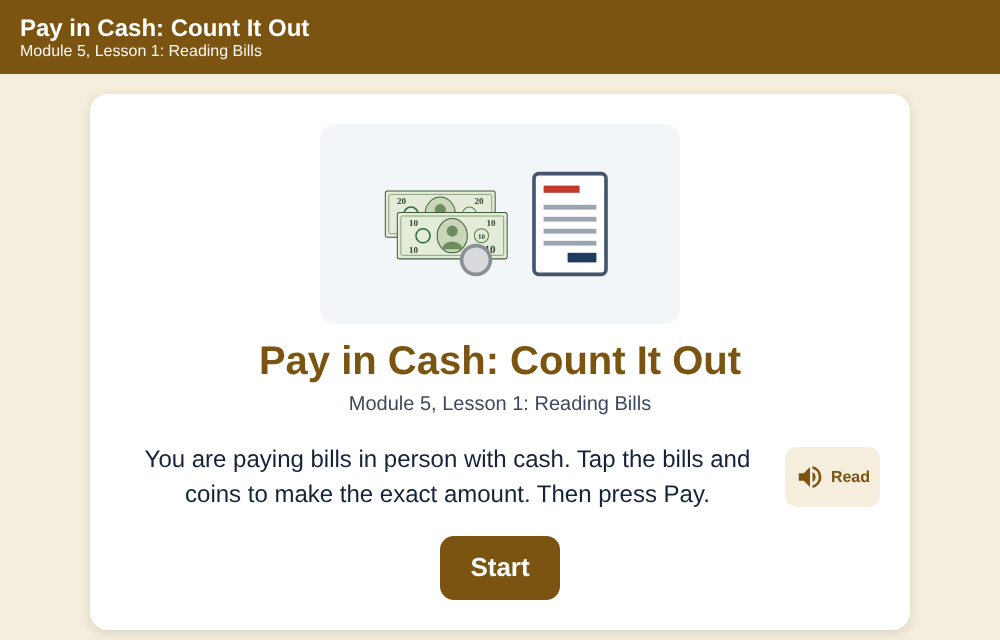 Pay in Cash: Count It Out
Module 5, Lesson 1: Reading Bills
20 20
10 10
10
10 10
Pay in Cash: Count It Out
Module 5, Lesson 1: Reading Bills
You are paying bills in person with cash. Tap the bills and
coins to make the exact amount. Then press Pay.
Read
Start